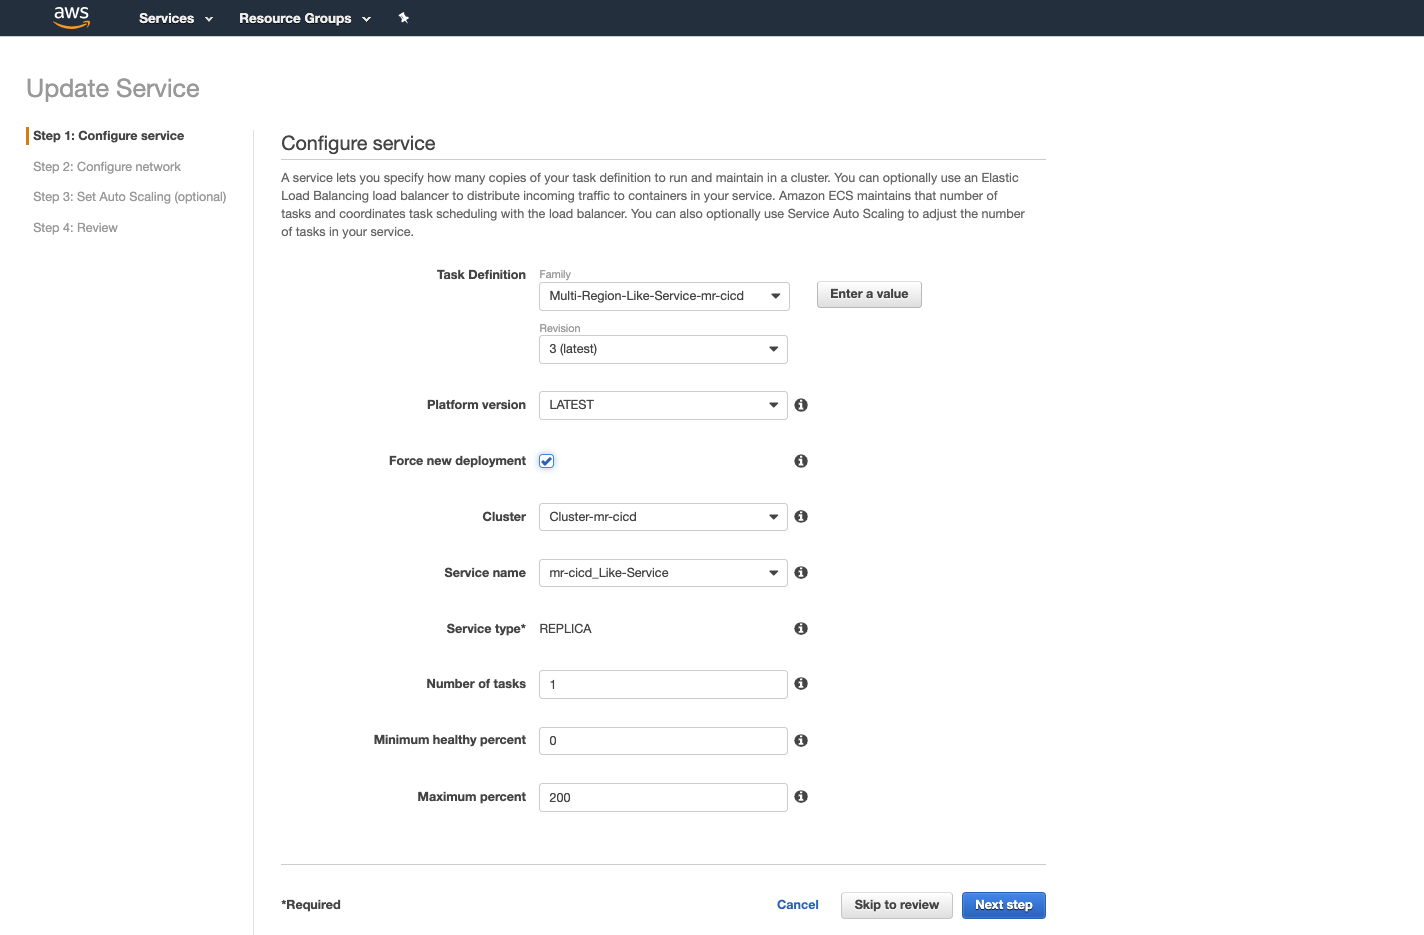 aws Services Resource Groups
Update Service
Step 1: Configure service
Step 2: Configure network
Step 3: Set Auto Scaling (optional)
Step 4: Review
Configure service
A service lets you specify how many copies of your task definition to run and maintain in a cluster. You can optionally use an Elastic
Load Balancing load balancer to distribute incoming traffic to containers in your service. Amazon ECS maintains that number of
tasks and coordinates task scheduling with the load balancer. You can also optionally use Service Auto Scaling to adjust the number
of tasks in your service.
Task Definition
Family
Multi-Region-Like-Service-mr-cicd
Enter a value
Revision
3 (latest)
Platform version LATEST
Force new deployment
Cluster Cluster-mr-cicd
Service name mr-cicd_Like-Service
Service type* REPLICA
Number of tasks 1
Minimum healthy percent 0
Maximum percent 200
*Required Cancel Skip to review Next step